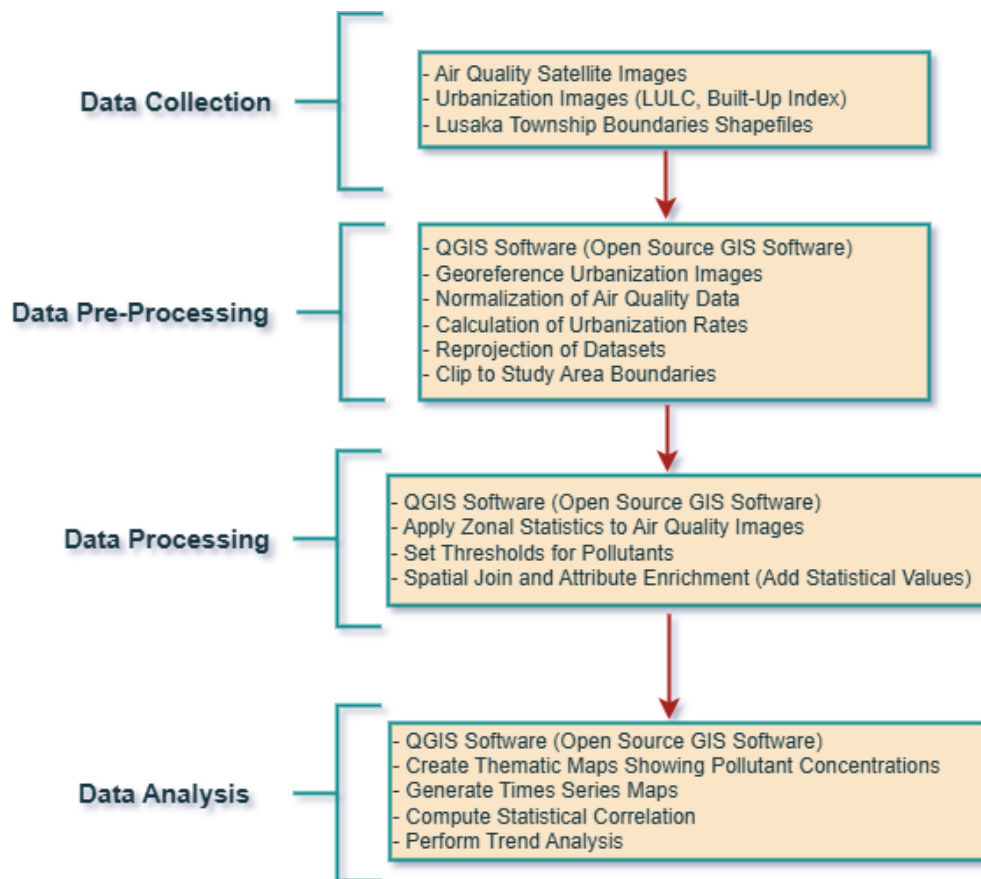 Data Collection
- Air Quality Satellite Images
- Urbanization Images (LULC, Built-Up Index)
- Lusaka Township Boundaries Shapefiles
Data Pre-Processing
- QGIS Software (Open Source GIS Software)
- Georeference Urbanization Images
- Normalization of Air Quality Data
- Calculation of Urbanization Rates
- Reprojection of Datasets
- Clip to Study Area Boundaries
Data Processing
- QGIS Software (Open Source GIS Software)
- Apply Zonal Statistics to Air Quality Images
- Set Thresholds for Pollutants
- Spatial Join and Attribute Enrichment (Add Statistical Values)
Data Analysis
- QGIS Software (Open Source GIS Software)
- Create Thematic Maps Showing Pollutant Concentrations
- Generate Times Series Maps
- Compute Statistical Correlation
- Perform Trend Analysis